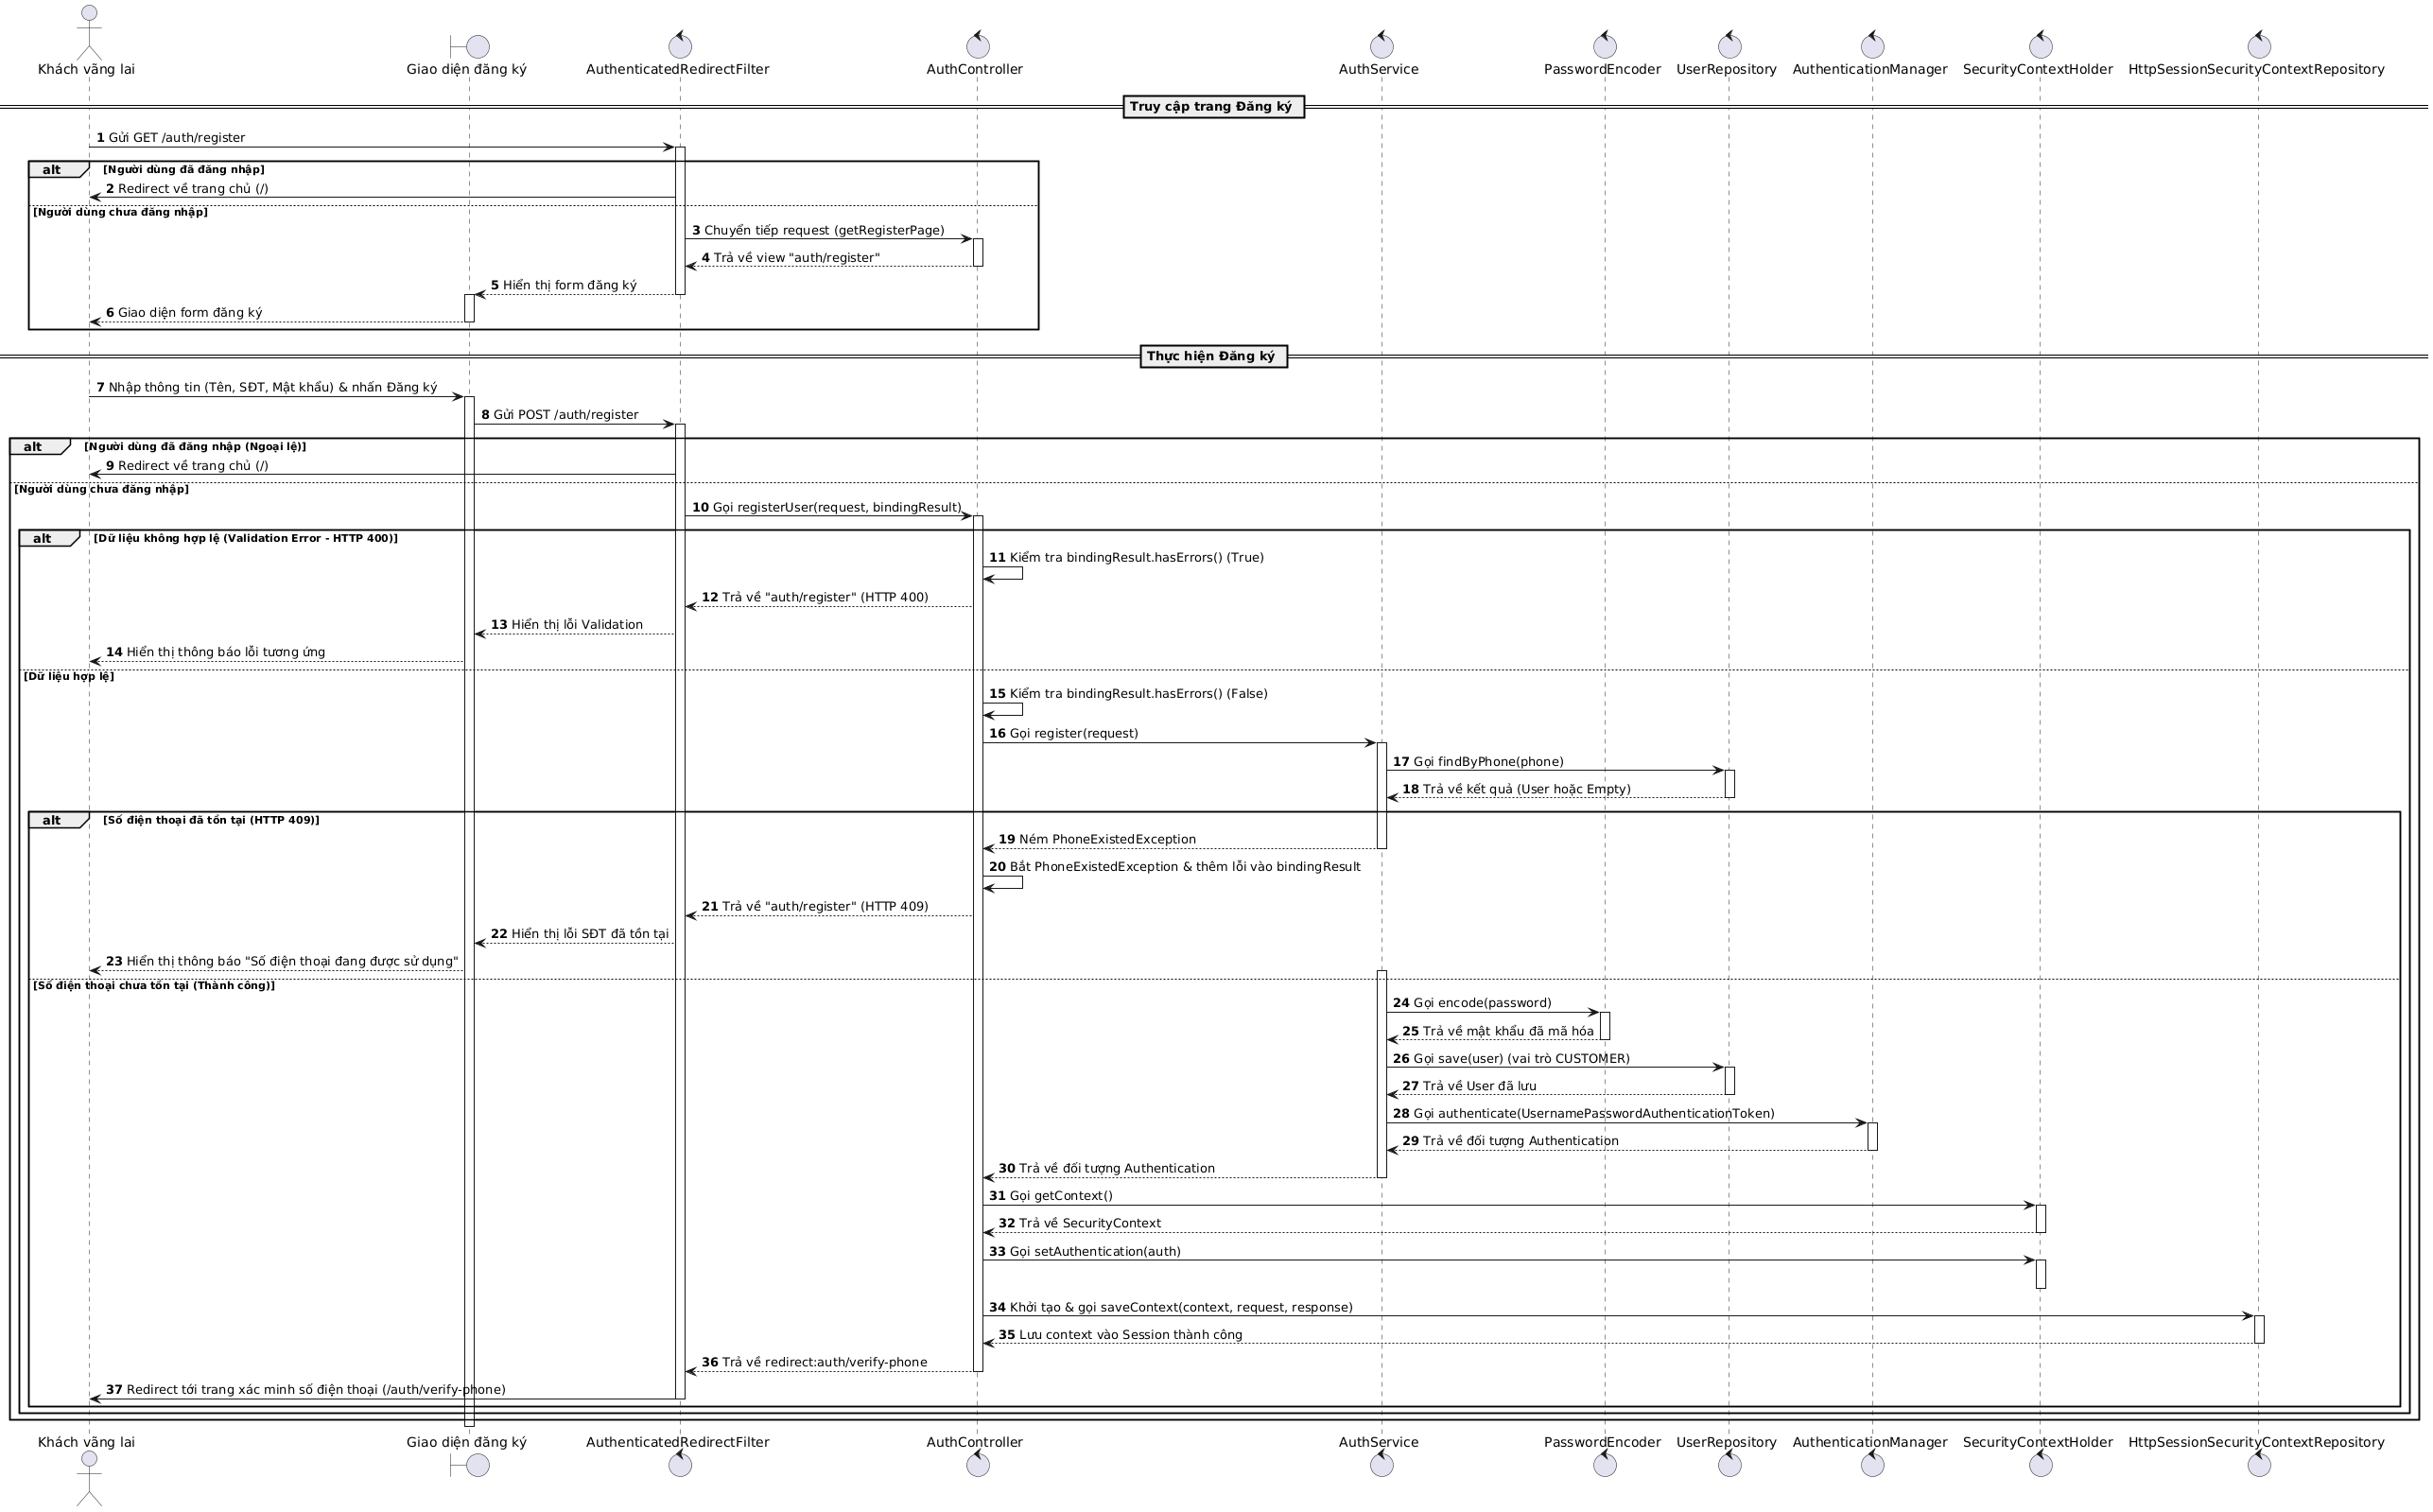 Khách vãng lai
Giao diện đăng ký
AuthenticatedRedirectFilter
AuthController
AuthService
PasswordEncoder
UserRepository
AuthenticationManager
SecurityContextHolder
HttpSessionSecurityContextRepository
Truy cập trang Đăng ký
1 Gửi GET /auth/register
alt [Người dùng đã đăng nhập]
2 Redirect về trang chủ (/)
[Người dùng chưa đăng nhập]
3 Chuyển tiếp request (getRegisterPage)
4 Trả về view "auth/register"
5 Hiển thị form đăng ký
6 Giao diện form đăng ký
Thực hiện Đăng ký
7 Nhập thông tin (Tên, SĐT, Mật khẩu) & nhấn Đăng ký
8 Gửi POST /auth/register
alt [Người dùng đã đăng nhập (Ngoại lệ)]
9 Redirect về trang chủ (/)
[Người dùng chưa đăng nhập]
10 Gọi registerUser(request, bindingResult)
alt [Dữ liệu không hợp lệ (Validation Error - HTTP 400)]
11 Kiểm tra bindingResult.hasErrors() (True)
12 Trả về "auth/register" (HTTP 400)
13 Hiển thị lỗi Validation
14 Hiển thị thông báo lỗi tương ứng
[Dữ liệu hợp lệ]
15 Kiểm tra bindingResult.hasErrors() (False)
16 Gọi register(request)
17 Gọi findByPhone(phone)
18 Trả về kết quả (User hoặc Empty)
alt [Số điện thoại đã tồn tại (HTTP 409)]
19 Ném PhoneExistedException
20 Bắt PhoneExistedException & thêm lỗi vào bindingResult
21 Trả về "auth/register" (HTTP 409)
22 Hiển thị lỗi SĐT đã tồn tại
23 Hiển thị thông báo "Số điện thoại đang được sử dụng"
[Số điện thoại chưa tồn tại (Thành công)]
24 Gọi encode(password)
25 Trả về mật khẩu đã mã hóa
26 Gọi save(user) (vai trò CUSTOMER)
27 Trả về User đã lưu
28 Gọi authenticate(UsernamePasswordAuthenticationToken)
29 Trả về đối tượng Authentication
30 Trả về đối tượng Authentication
31 Gọi getContext()
32 Trả về SecurityContext
33 Gọi setAuthentication(auth)
34 Khởi tạo & gọi saveContext(context, request, response)
35 Lưu context vào Session thành công
36 Trả về redirect:auth/verify-phone
37 Redirect tới trang xác minh số điện thoại (/auth/verify-phone)
Khách vãng lai
Giao diện đăng ký
AuthenticatedRedirectFilter
AuthController
AuthService
PasswordEncoder
UserRepository
AuthenticationManager
SecurityContextHolder
HttpSessionSecurityContextRepository